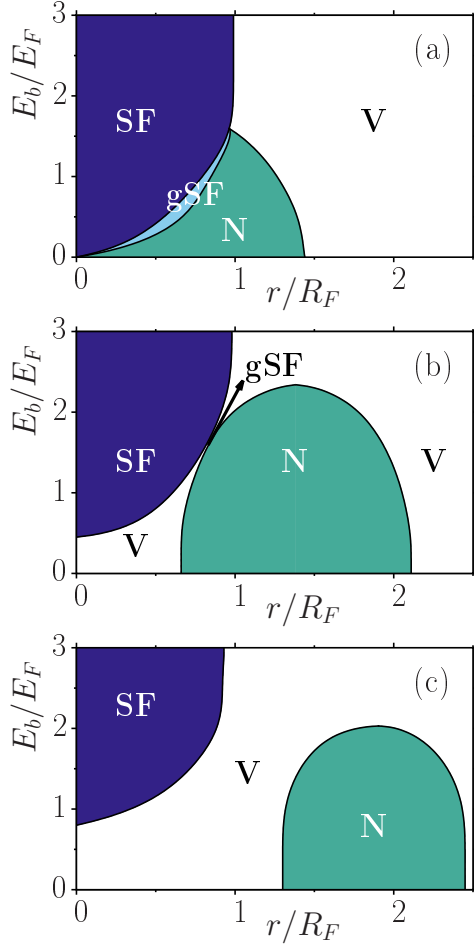 3
(a)
2
E_b/E_F
SF
V
1
gSF
N
0
0 1 2
r/R_F
3
(b)
gSF
2
E_b/E_F
SF
N
V
1
V
0
0 1 2
r/R_F
3
(c)
SF
2
E_b/E_F
V
1
N
0
0 1 2
r/R_F